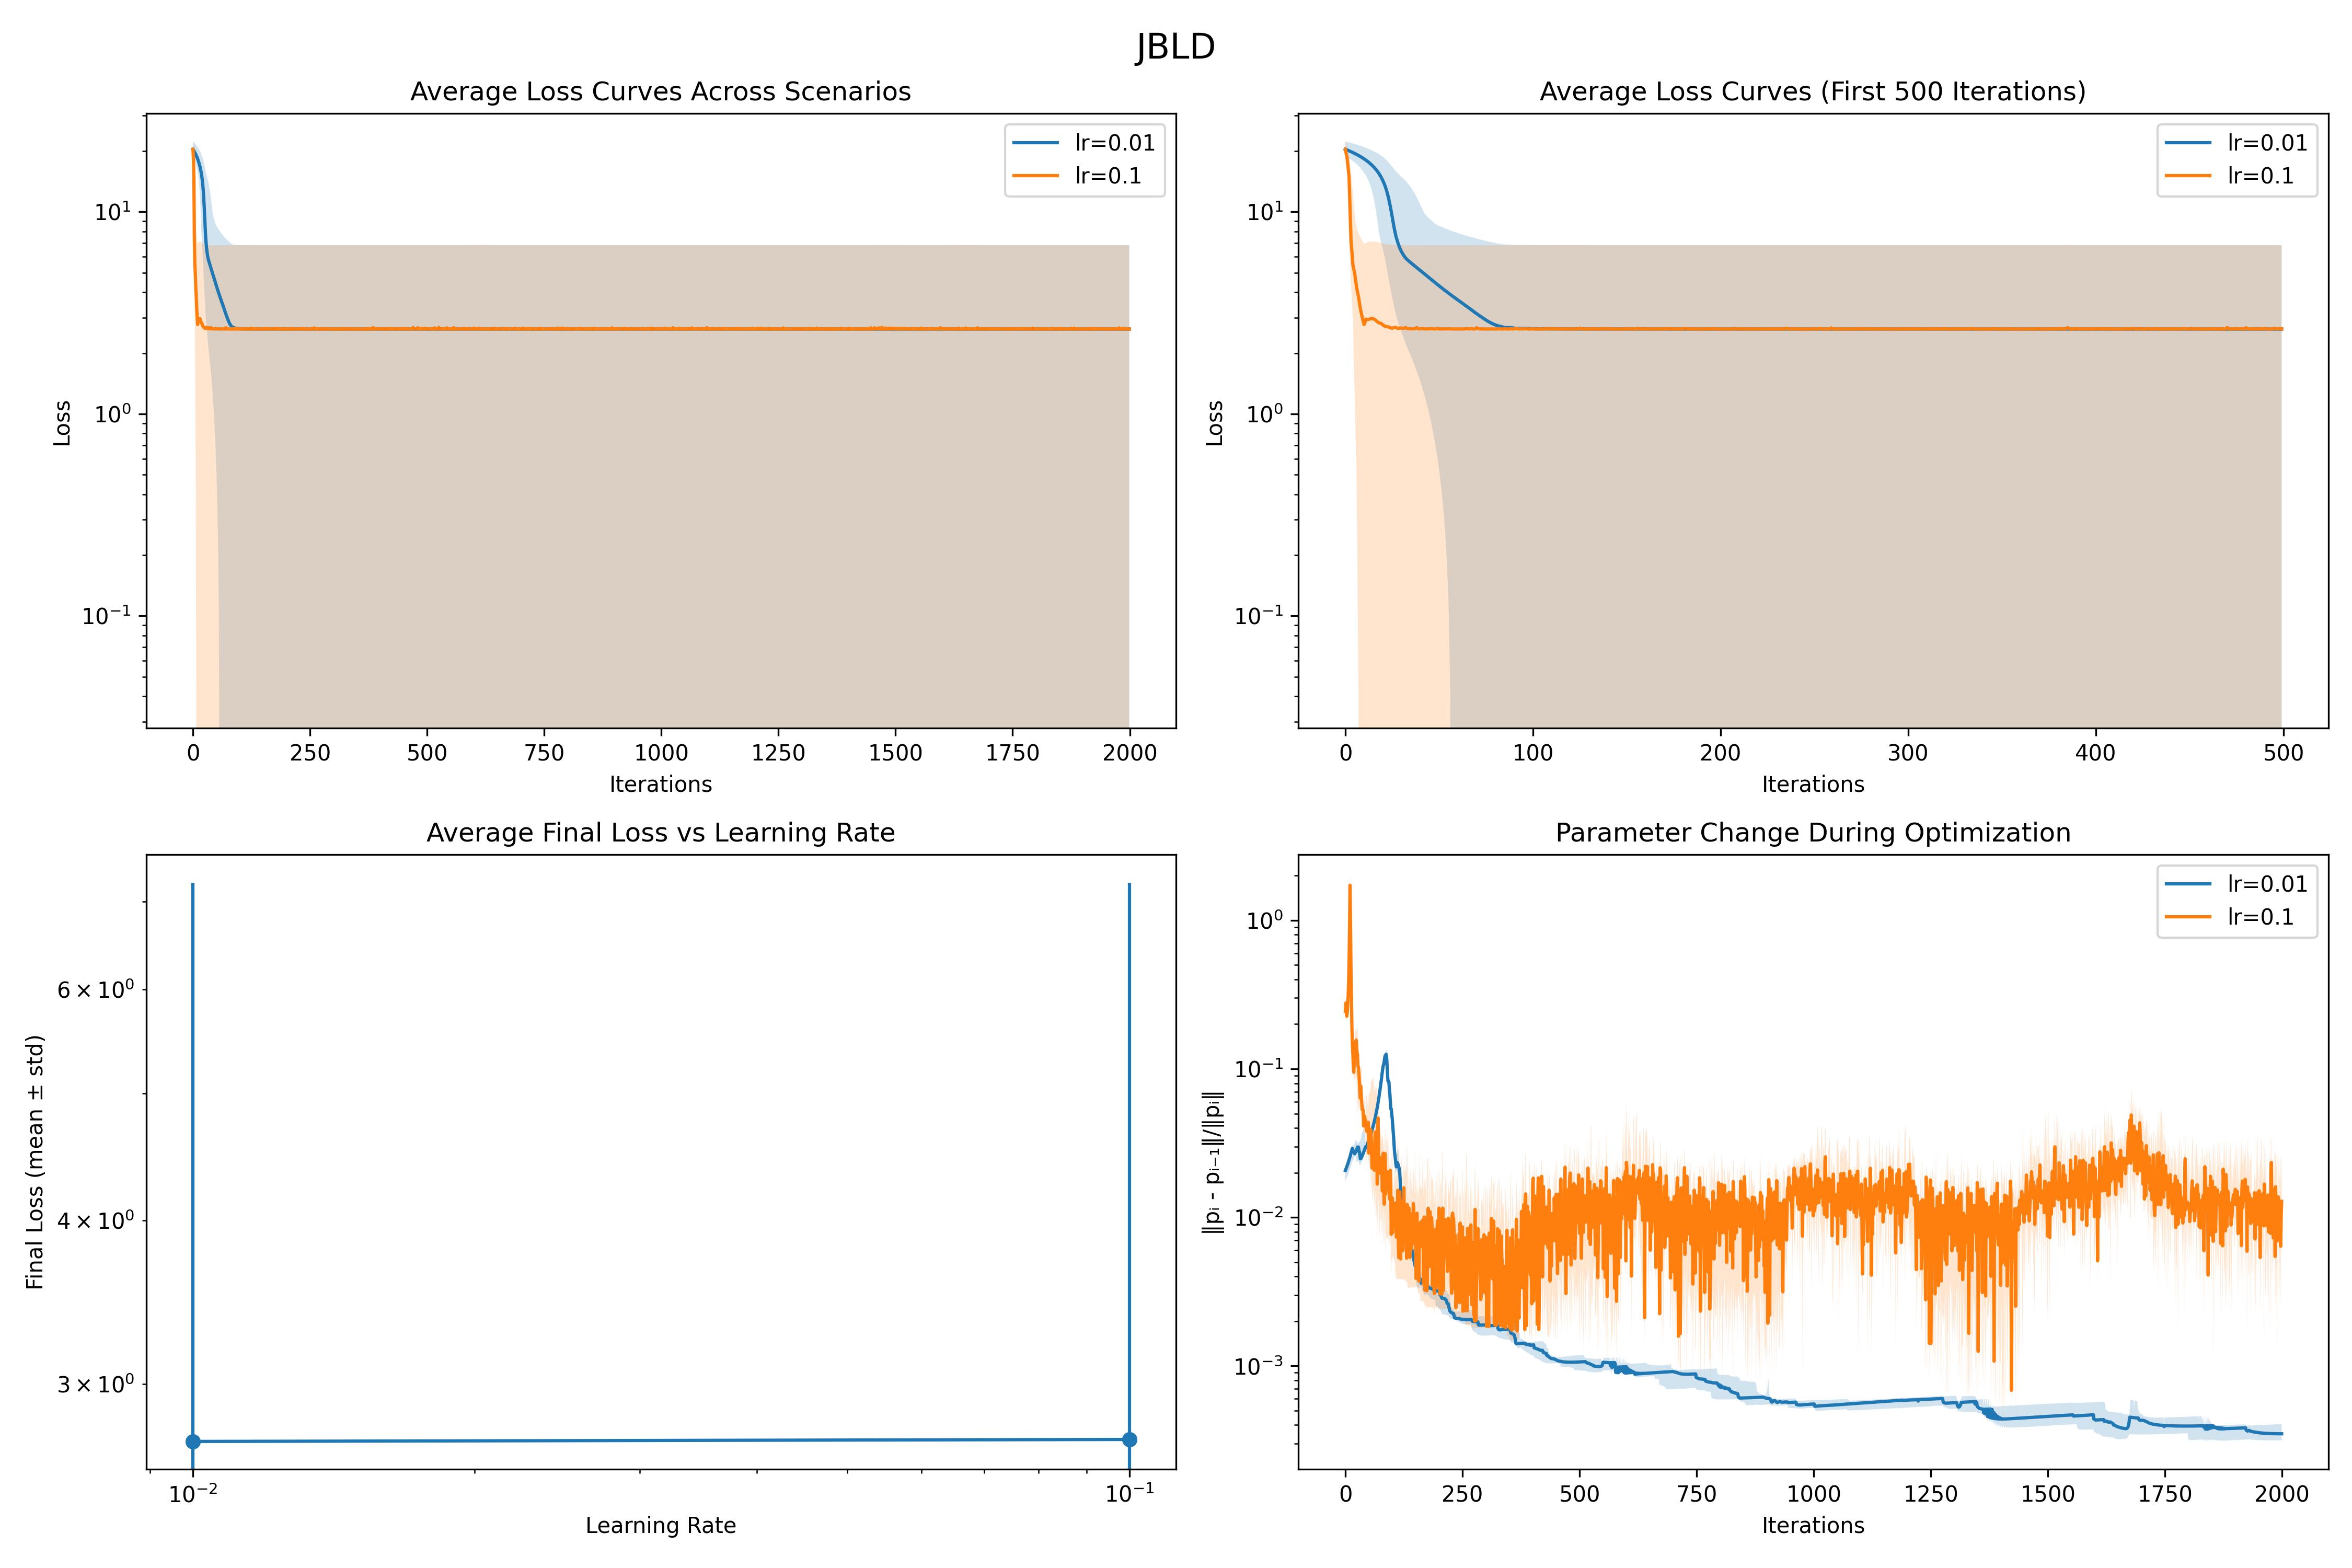 JBLD
Average Loss Curves Across Scenarios
lr=0.01
lr=0.1
10¹
10⁰
10⁻¹
Loss
0 250 500 750 1000 1250 1500 1750 2000
Iterations
Average Loss Curves (First 500 Iterations)
lr=0.01
lr=0.1
10¹
10⁰
10⁻¹
Loss
0 100 200 300 400 500
Iterations
Average Final Loss vs Learning Rate
6 × 10⁰
4 × 10⁰
3 × 10⁰
Final Loss (mean ± std)
10⁻² 10⁻¹
Learning Rate
Parameter Change During Optimization
lr=0.01
lr=0.1
10⁰
10⁻¹
10⁻²
10⁻³
‖pᵢ - pᵢ₋₁‖/‖pᵢ‖
0 250 500 750 1000 1250 1500 1750 2000
Iterations